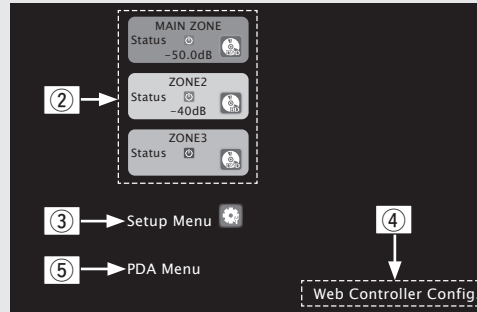 MAIN ZONE
Status
-50.0dB
② ZONE2
Status
-40dB
ZONE3
Status
③ Setup Menu
④
⑤ PDA Menu
Web Controller Config.